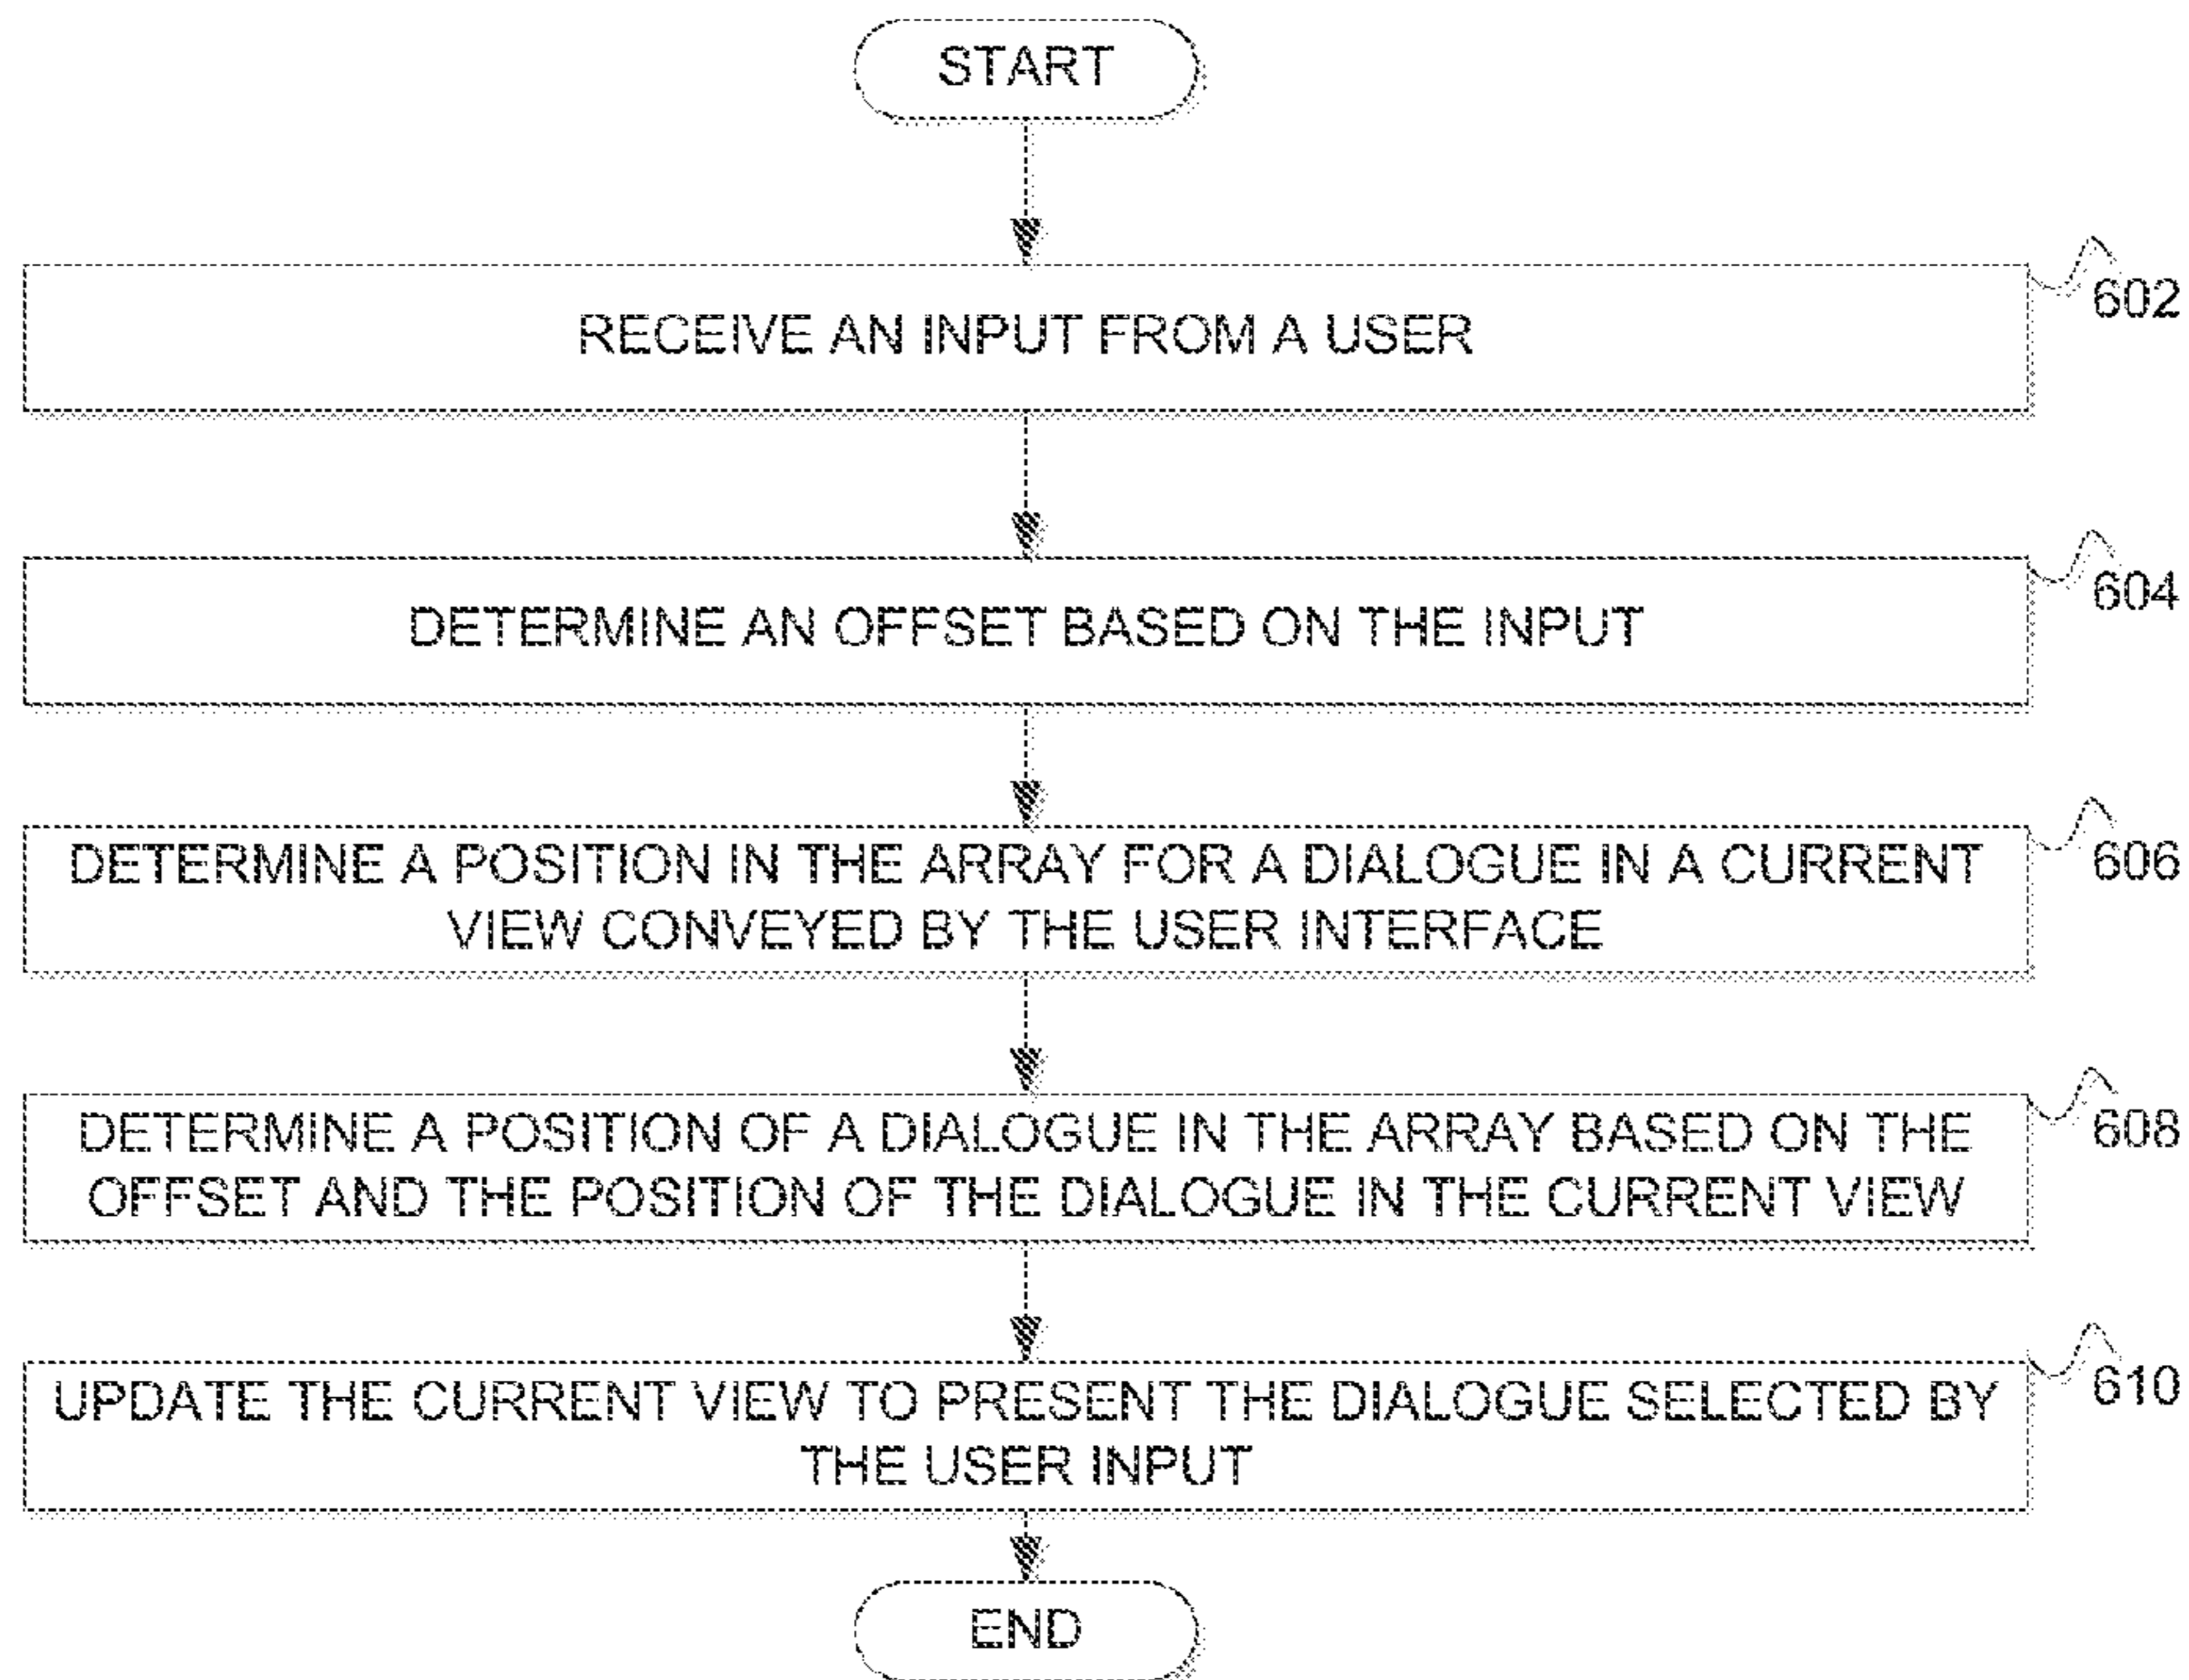 START
602
RECEIVE AN INPUT FROM A USER
604
DETERMINE AN OFFSET BASED ON THE INPUT
606
DETERMINE A POSITION IN THE ARRAY FOR A DIALOGUE IN A CURRENT
VIEW CONVEYED BY THE USER INTERFACE
608
DETERMINE A POSITION OF A DIALOGUE IN THE ARRAY BASED ON THE
OFFSET AND THE POSITION OF THE DIALOGUE IN THE CURRENT VIEW
610
UPDATE THE CURRENT VIEW TO PRESENT THE DIALOGUE SELECTED BY
THE USER INPUT
END